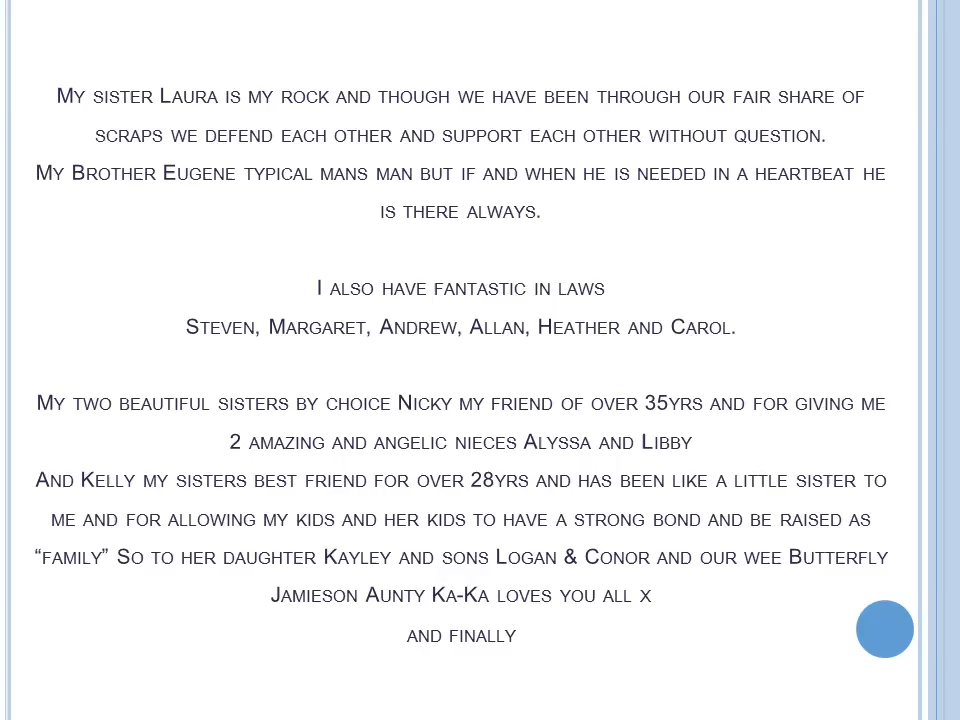 My sister Laura is my rock and though we have been through our fair share of
scraps we defend each other and support each other without question.
My Brother Eugene typical mans man but if and when he is needed in a heartbeat he
is there always.
I also have fantastic in laws
Steven, Margaret, Andrew, Allan, Heather and Carol.
My two beautiful sisters by choice Nicky my friend of over 35yrs and for giving me
2 amazing and angelic nieces Alyssa and Libby
And Kelly my sisters best friend for over 28yrs and has been like a little sister to
me and for allowing my kids and her kids to have a strong bond and be raised as
“family” So to her daughter Kayley and sons Logan & Conor and our wee Butterfly
Jamieson Aunty Ka-Ka loves you all x
and finally